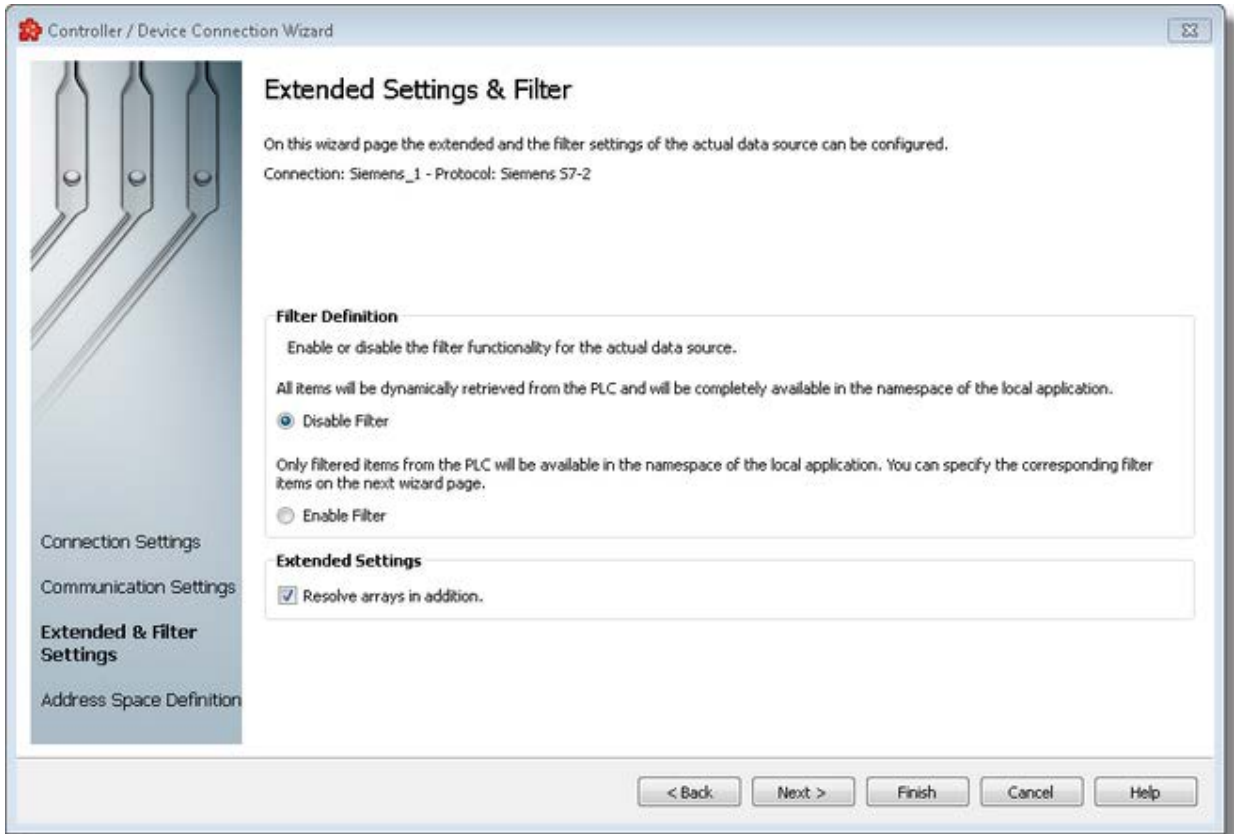 Controller / Device Connection Wizard
Extended Settings & Filter
On this wizard page the extended and the filter settings of the actual data source can be configured.
Connection: Siemens_1 - Protocol: Siemens S7-2
Filter Definition
Enable or disable the filter functionality for the actual data source.
All items will be dynamically retrieved from the PLC and will be completely available in the namespace of the local application.
Disable Filter
Only filtered items from the PLC will be available in the namespace of the local application. You can specify the corresponding filter
items on the next wizard page.
Enable Filter
Extended Settings
Resolve arrays in addition.
Connection Settings
Communication Settings
Extended & Filter
Settings
Address Space Definition
< Back
Next >
Finish
Cancel
Help